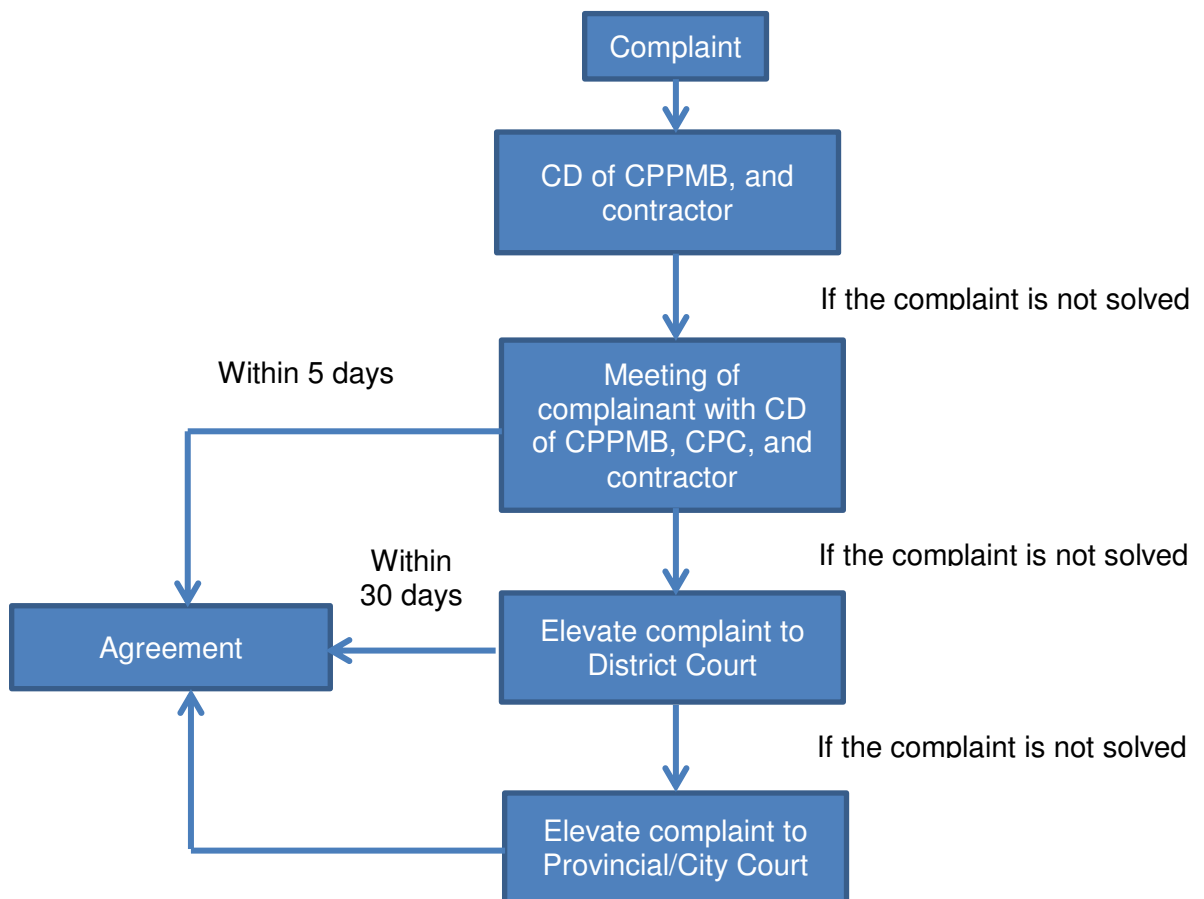 Complaint
CD of CPPMB, and
contractor
If the complaint is not solved
Within 5 days
Meeting of
complainant with CD
of CPPMB, CPC, and
contractor
If the complaint is not solved
Within
30 days
Agreement
Elevate complaint to
District Court
If the complaint is not solved
Elevate complaint to
Provincial/City Court